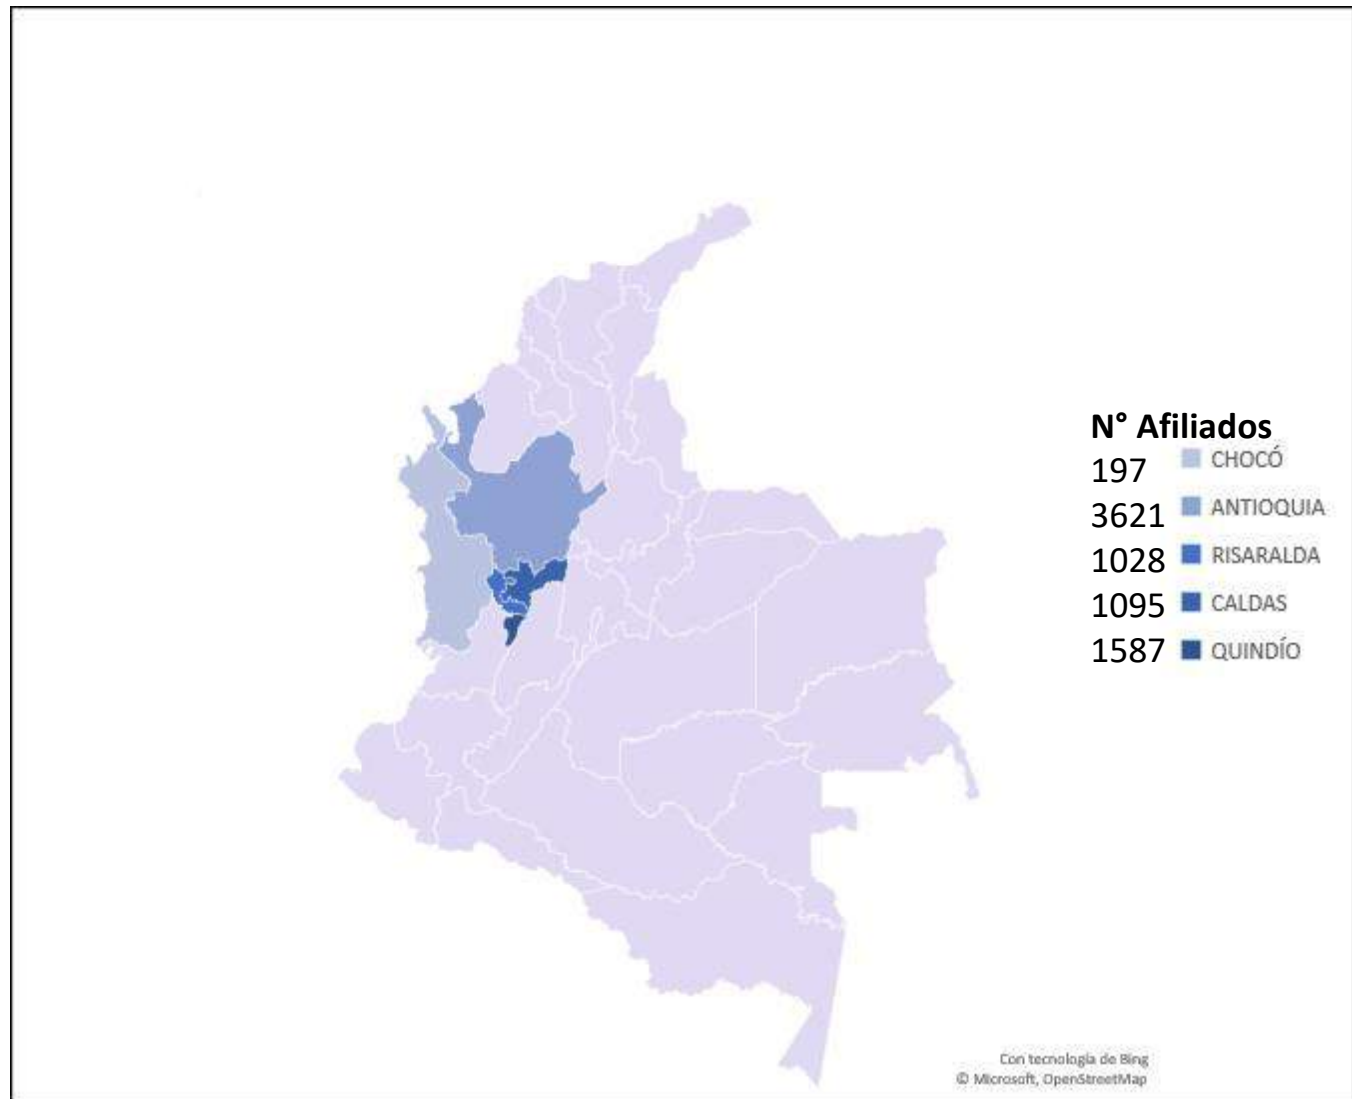 N° Afiliados
197 CHOCÓ
3621 ANTIOQUIA
1028 RISARALDA
1095 CALDAS
1587 QUINDÍO
Con tecnología de Bing
© Microsoft, OpenStreetMap